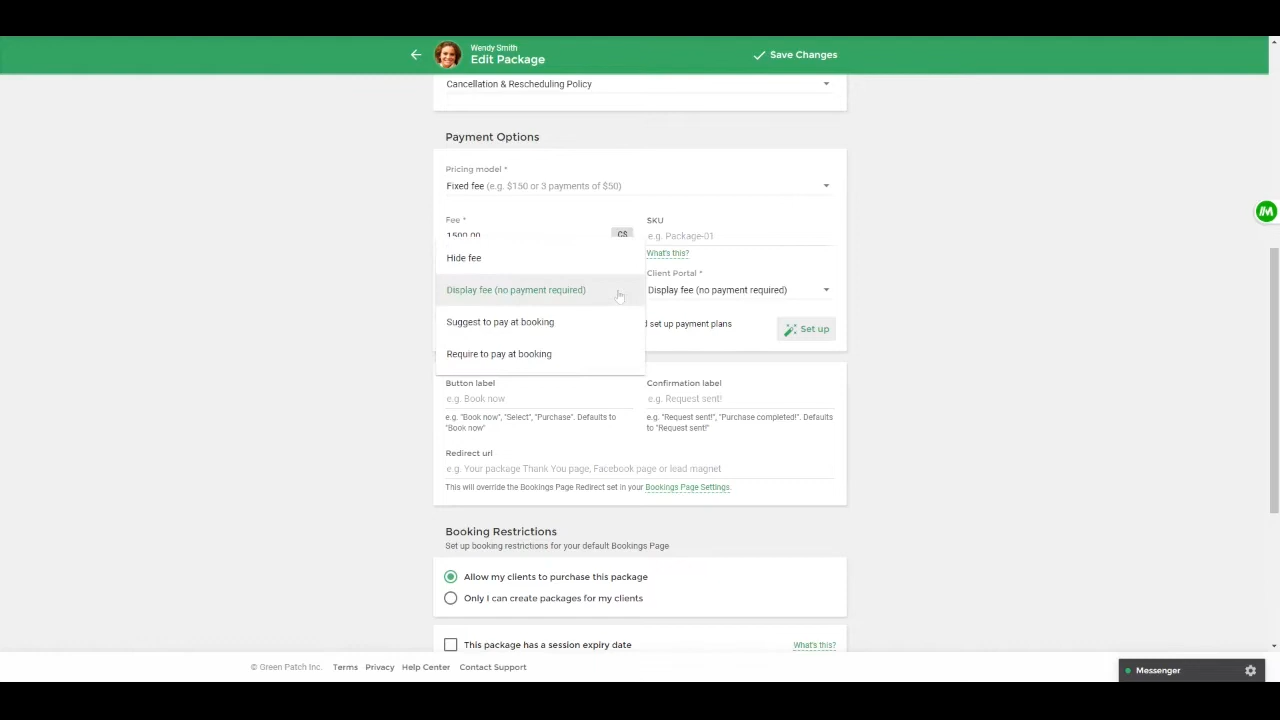 Wendy Smith
Edit Package
Save Changes
Cancellation & Rescheduling Policy
Payment Options
Pricing model *
Fixed fee (e.g. $150 or 3 payments of $50)
Fee *
SKU
1500.00
C$
e.g. Package-01
What's this?
Hide fee
Client Portal *
Display fee (no payment required)
Display fee (no payment required)
Suggest to pay at booking
set up payment plans
Set up
Require to pay at booking
Button label
Confirmation label
e.g. Book now
e.g. Request sent!
e.g. "Book now", "Select", "Purchase". Defaults to
"Book now"
e.g. "Request sent!", "Purchase completed!". Defaults
to "Request sent!"
Redirect url
e.g. Your package Thank You page, Facebook page or lead magnet
This will override the Bookings Page Redirect set in your Bookings Page Settings.
Booking Restrictions
Set up booking restrictions for your default Bookings Page
Allow my clients to purchase this package
Only I can create packages for my clients
This package has a session expiry date
What's this?
© Green Patch Inc.
Terms
Privacy
Help Center
Contact Support
Messenger